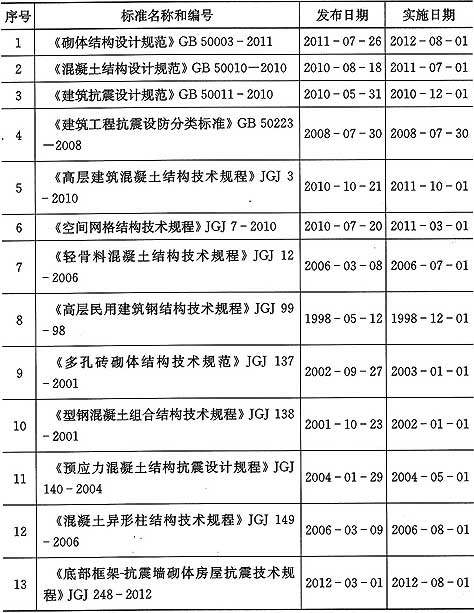 序号 标准名称和编号 发布日期 实施日期
1 《砌体结构设计规范》GB 50003－2011 2011－07－26 2012－08－01
2 《混凝土结构设计规范》GB 50010—2010 2010－08－18 2011－07－01
3 《建筑抗震设计规范》GB 50011－2010 2010－05－31 2010－12－01
4 《建筑工程抗震设防分类标准》GB 50223
—2008 2008－07－30 2008－07－30
5 《高层建筑混凝土结构技术规程》JGJ 3
－2010 2010－10－21 2011－10－01
6 《空间网格结构技术规程》JGJ 7－2010 2010－07－20 2011－03－01
7 《轻骨料混凝土结构技术规程》JGJ 12
－2006 2006－03－08 2006－07－01
8 《高层民用建筑钢结构技术规程》JGJ 99
－98 1998－05－12 1998－12－01
9 《多孔砖砌体结构技术规范》JGJ 137
－2001 2002－09－27 2003－01－01
10 《型钢混凝土组合结构技术规程》JGJ 138
－2001 2001－10－23 2002－01－01
11 《预应力混凝土结构抗震设计规程》JGJ
140－2004 2004－01－29 2004－05－01
12 《混凝土异形柱结构技术规程》JGJ 149
－2006 2006－03－09 2006－08－01
13 《底部框架-抗震墙砌体房屋抗震技术规
程》JGJ 248－2012 2012－03－01 2012－08－01